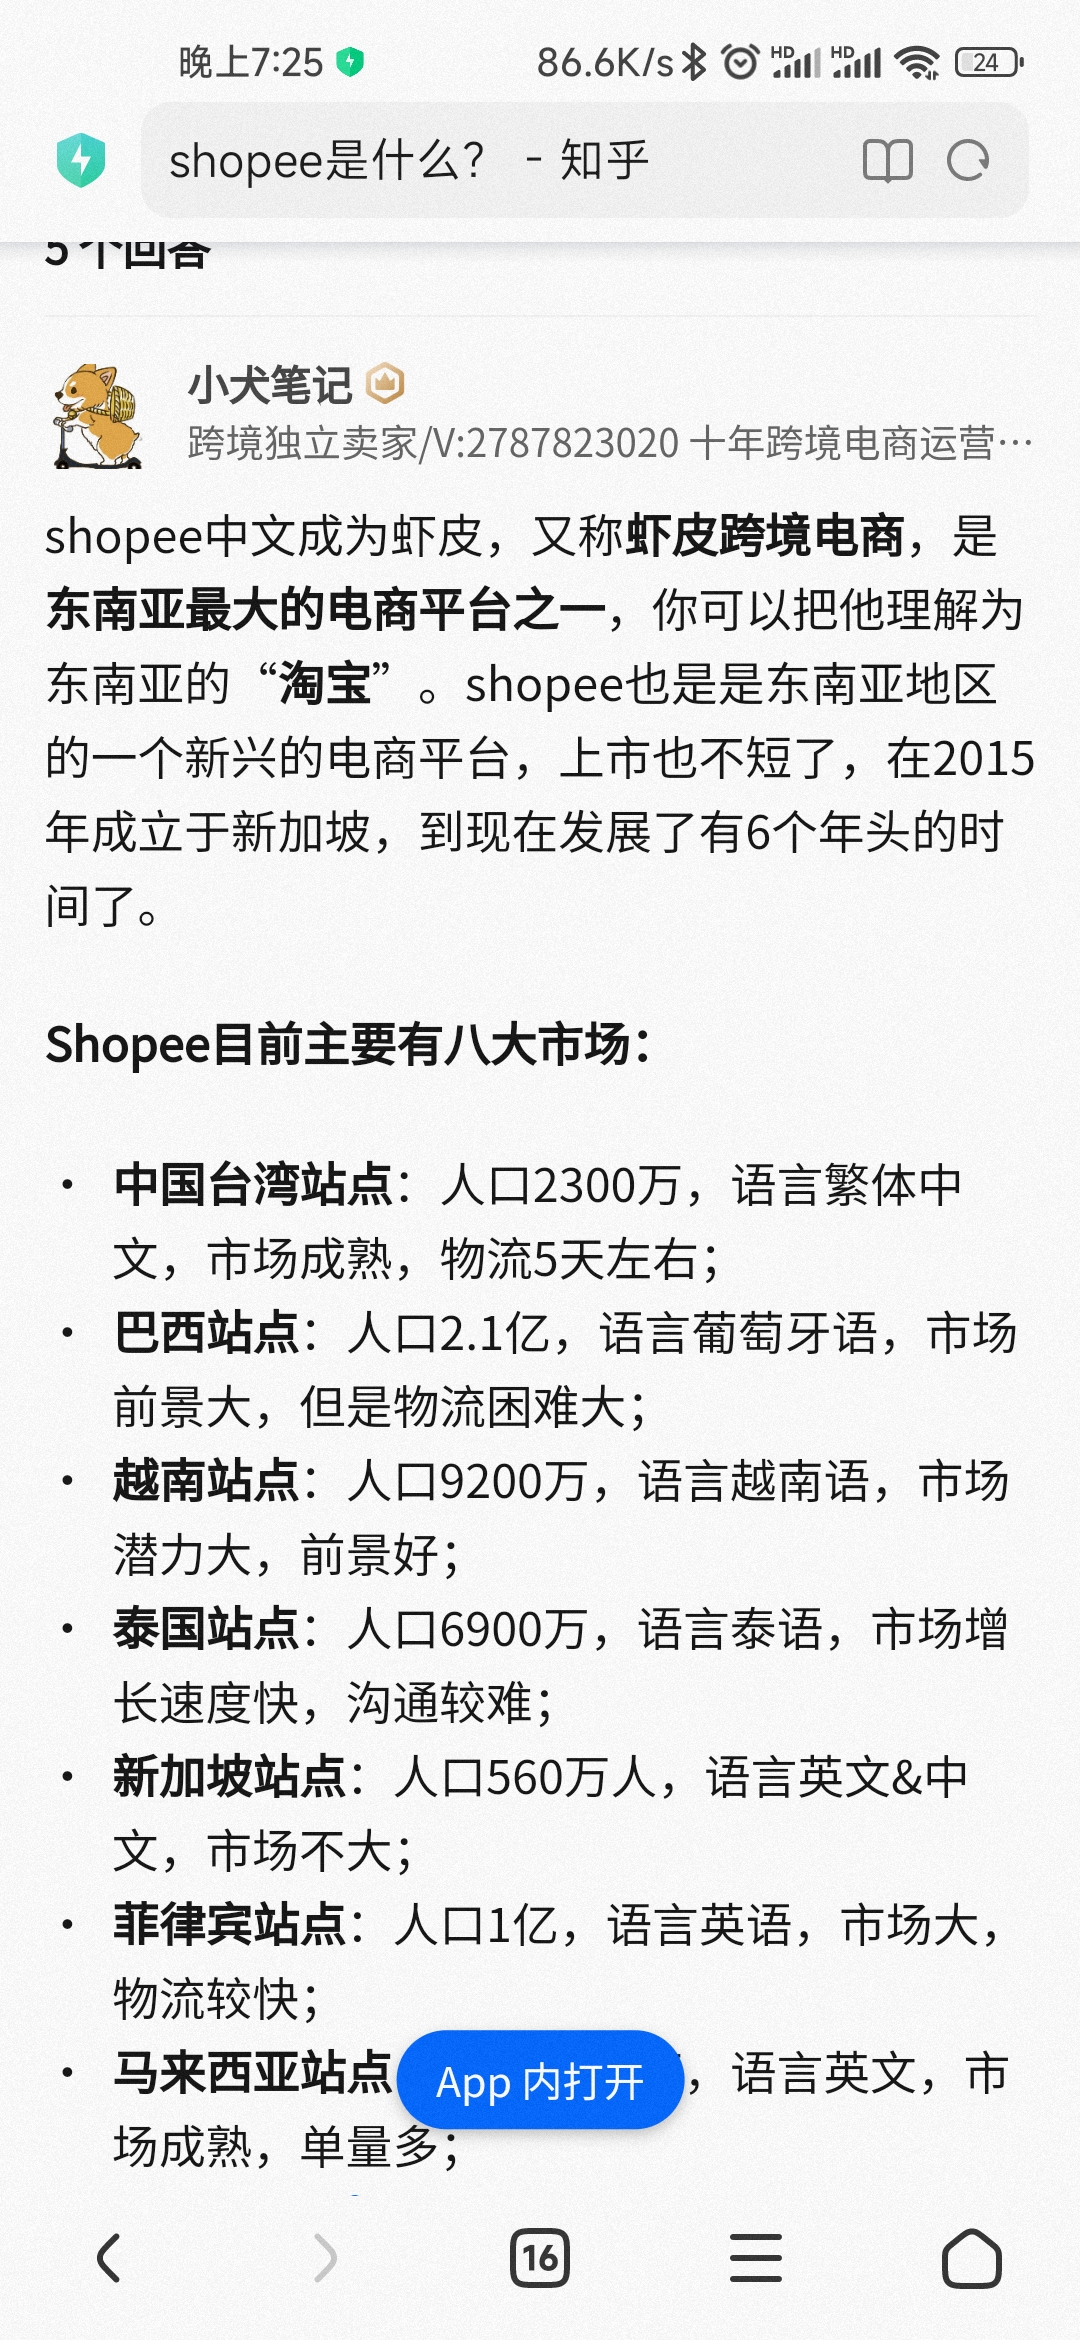 晚上7:25 86.6K/s HD HD 24
shopee是什么? - 知乎
5 个回答
小犬笔记
跨境独立卖家/V:2787823020 十年跨境电商运营…
shopee中文成为虾皮，又称虾皮跨境电商，是
东南亚最大的电商平台之一，你可以把他理解为
东南亚的“淘宝”。shopee也是是东南亚地区
的一个新兴的电商平台，上市也不短了，在2015
年成立于新加坡，到现在发展了有6个年头的时
间了。
Shopee目前主要有八大市场：
• 中国台湾站点：人口2300万，语言繁体中
文，市场成熟，物流5天左右；
• 巴西站点：人口2.1亿，语言葡萄牙语，市场
前景大，但是物流困难大；
• 越南站点：人口9200万，语言越南语，市场
潜力大，前景好；
• 泰国站点：人口6900万，语言泰语，市场增
长速度快，沟通较难；
• 新加坡站点：人口560万人，语言英文&中
文，市场不大；
• 菲律宾站点：人口1亿，语言英语，市场大，
物流较快；
• 马来西亚站点 ，语言英文，市
App 内打开
场成熟，单量多；
16